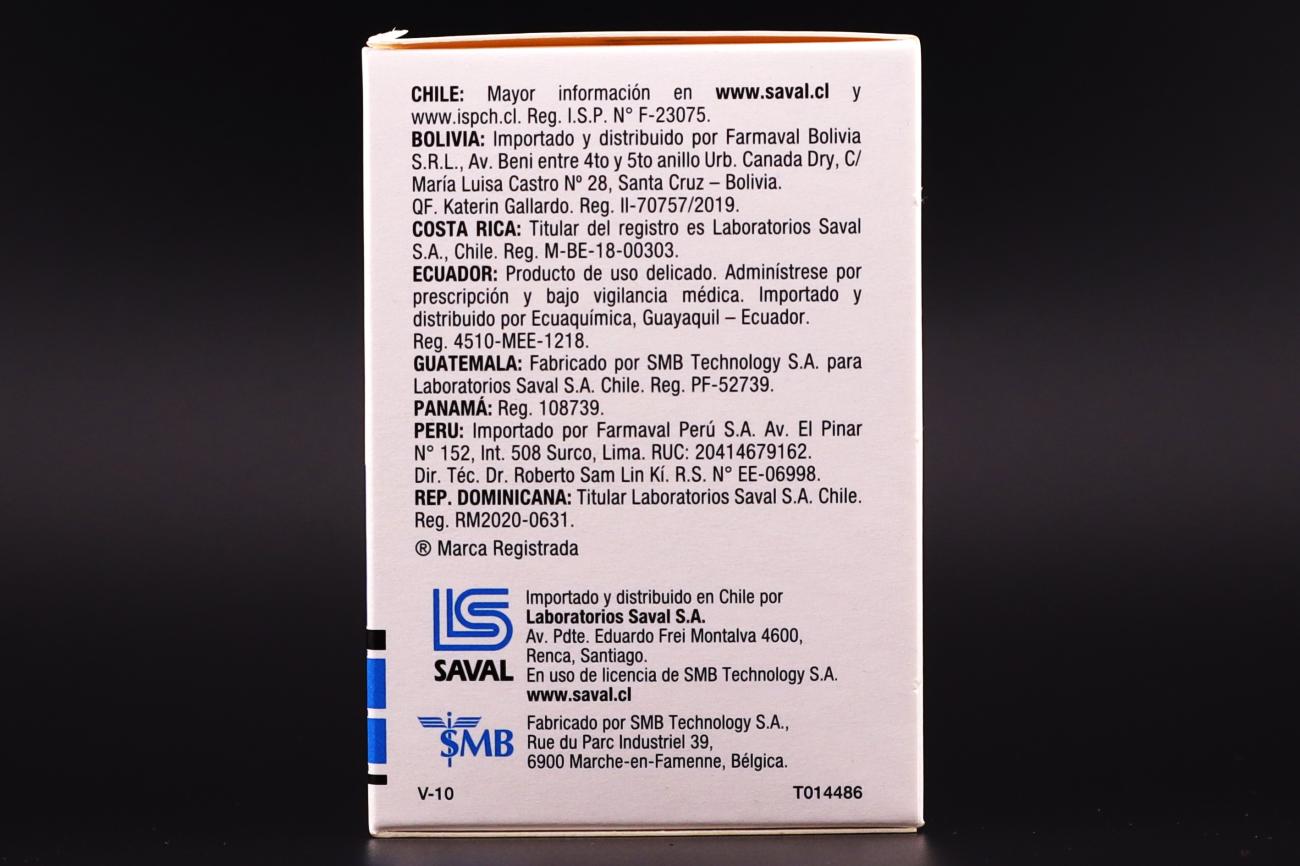 CHILE: Mayor información en www.saval.cl y
www.ispch.cl. Reg. I.S.P. N° F-23075.
BOLIVIA: Importado y distribuido por Farmaval Bolivia
S.R.L., Av. Beni entre 4to y 5to anillo Urb. Canada Dry, C/
María Luisa Castro Nº 28, Santa Cruz – Bolivia.
QF. Katerin Gallardo. Reg. II-70757/2019.
COSTA RICA: Titular del registro es Laboratorios Saval
S.A., Chile. Reg. M-BE-18-00303.
ECUADOR: Producto de uso delicado. Adminístrese por
prescripción y bajo vigilancia médica. Importado y
distribuido por Ecuaquímica, Guayaquil – Ecuador.
Reg. 4510-MEE-1218.
GUATEMALA: Fabricado por SMB Technology S.A. para
Laboratorios Saval S.A. Chile. Reg. PF-52739.
PANAMÁ: Reg. 108739.
PERU: Importado por Farmaval Perú S.A. Av. El Pinar
N° 152, Int. 508 Surco, Lima. RUC: 20414679162.
Dir. Téc. Dr. Roberto Sam Lin Kí. R.S. N° EE-06998.
REP. DOMINICANA: Titular Laboratorios Saval S.A. Chile.
Reg. RM2020-0631.
® Marca Registrada
LS
SAVAL
Importado y distribuido en Chile por
Laboratorios Saval S.A.
Av. Pdte. Eduardo Frei Montalva 4600,
Renca, Santiago.
En uso de licencia de SMB Technology S.A.
www.saval.cl
SMB
Fabricado por SMB Technology S.A.,
Rue du Parc Industriel 39,
6900 Marche-en-Famenne, Bélgica.
V-10 T014486